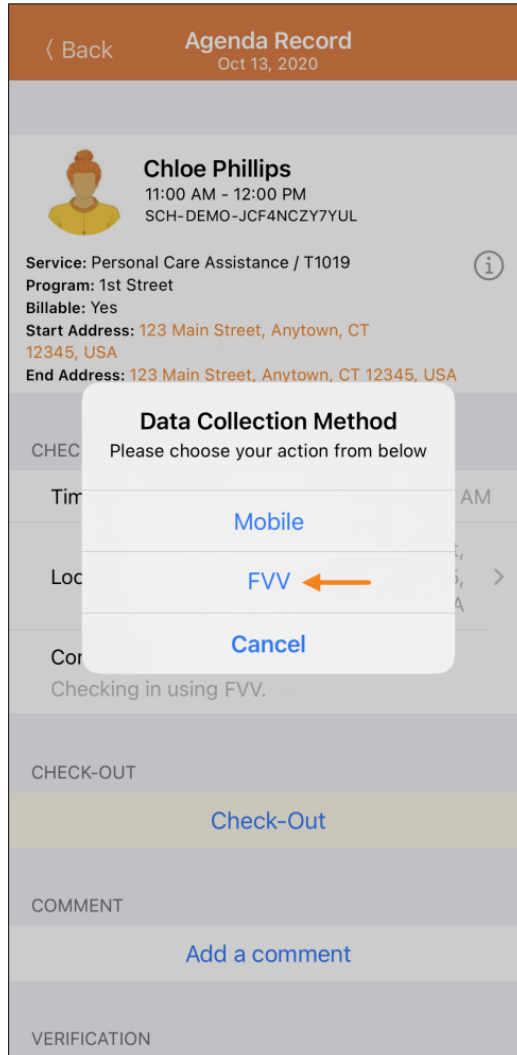 Back
Agenda Record
Oct 13, 2020
Chloe Phillips
11:00 AM - 12:00 PM
SCH-DEMO-JCF4NCZY7YUL
Service: Personal Care Assistance / T1019
Program: 1st Street
Billable: Yes
Start Address: 123 Main Street, Anytown, CT
12345, USA
End Address: 123 Main Street, Anytown, CT 12345, USA
Data Collection Method
Please choose your action from below
Mobile
FVV
Cancel
AM
Checking in using FVV.
CHECK-OUT
Check-Out
COMMENT
Add a comment
VERIFICATION